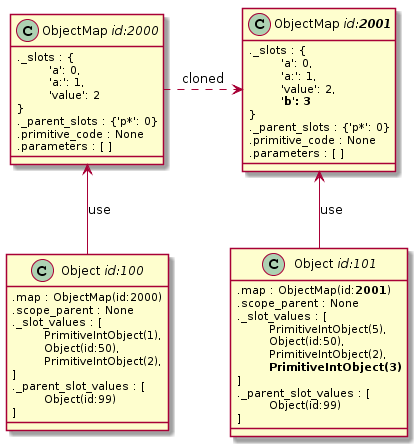 C ObjectMap id:2000
._slots : {
'a': 0,
'a:': 1,
'value': 2
}
._parent_slots : {'p*': 0}
.primitive_code : None
.parameters : [ ]
cloned
C ObjectMap id:2001
._slots : {
'a': 0,
'a:': 1,
'value': 2,
'b': 3
}
._parent_slots : {'p*': 0}
.primitive_code : None
.parameters : [ ]
use
use
C Object id:100
.map : ObjectMap(id:2000)
.scope_parent : None
._slot_values : [
PrimitiveIntObject(1),
Object(id:50),
PrimitiveIntObject(2),
]
._parent_slot_values : [
Object(id:99)
]
C Object id:101
.map : ObjectMap(id:2001)
.scope_parent : None
._slot_values : [
PrimitiveIntObject(5),
Object(id:50),
PrimitiveIntObject(2),
PrimitiveIntObject(3)
]
._parent_slot_values : [
Object(id:99)
]